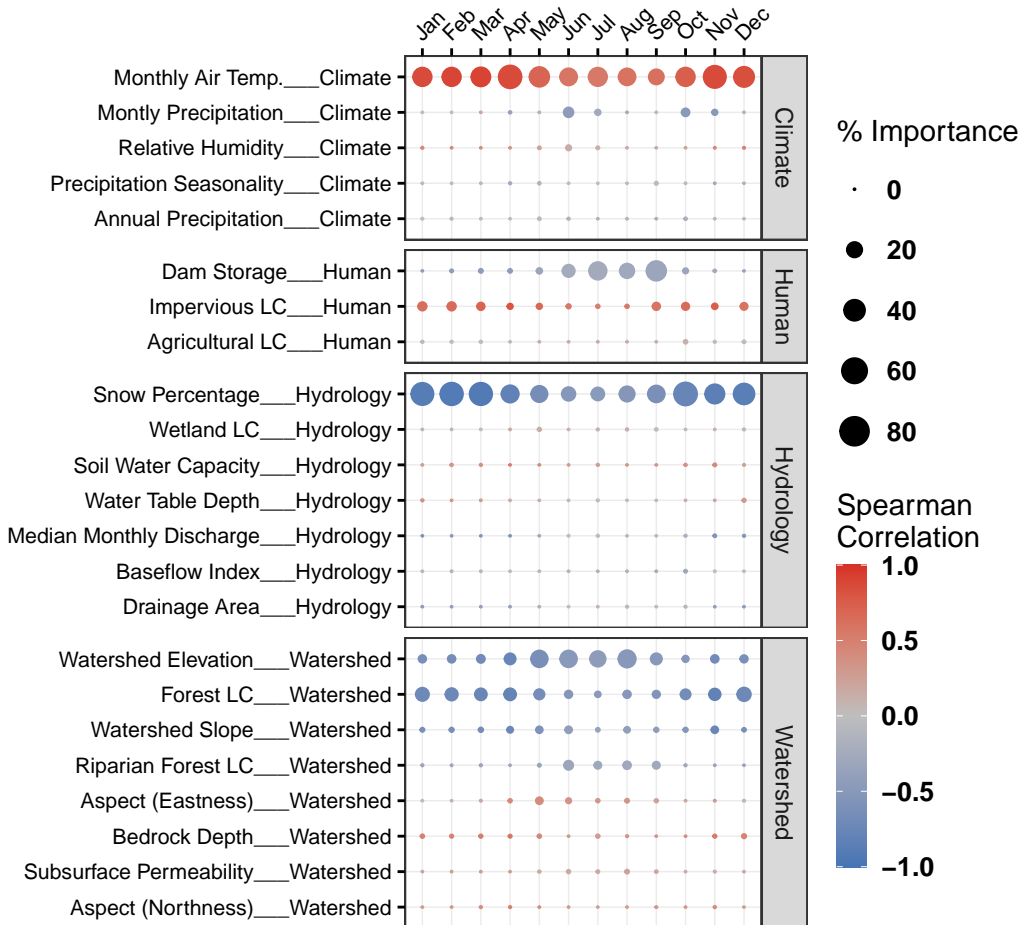 Jan Feb Mar Apr May Jun Jul Aug Sep Oct Nov Dec
Monthly Air Temp.___Climate
Montly Precipitation___Climate
Relative Humidity___Climate
Precipitation Seasonality___Climate
Annual Precipitation___Climate
Climate
Dam Storage___Human
Impervious LC___Human
Agricultural LC___Human
Human
Snow Percentage___Hydrology
Wetland LC___Hydrology
Soil Water Capacity___Hydrology
Water Table Depth___Hydrology
Median Monthly Discharge___Hydrology
Baseflow Index___Hydrology
Drainage Area___Hydrology
Hydrology
Watershed Elevation___Watershed
Forest LC___Watershed
Watershed Slope___Watershed
Riparian Forest LC___Watershed
Aspect (Eastness)___Watershed
Bedrock Depth___Watershed
Subsurface Permeability___Watershed
Aspect (Northness)___Watershed
Watershed
% Importance
0
20
40
60
80
Spearman
Correlation
1.0
0.5
0.0
−0.5
−1.0